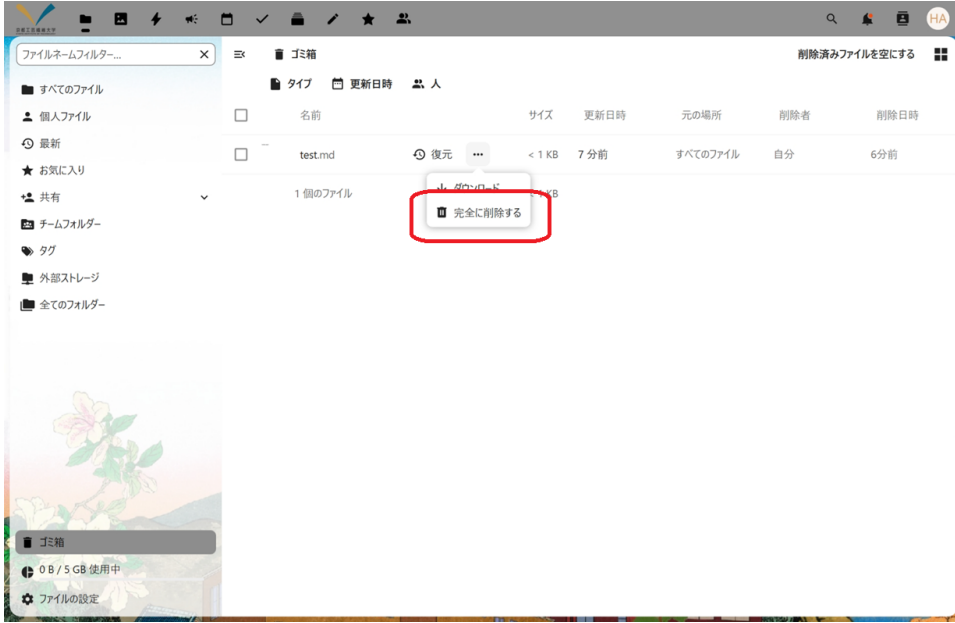 HA
ファイルネームフィルター...
ゴミ箱
削除済みファイルを空にする
すべてのファイル
タイプ 更新日時 人
個人ファイル
名前 サイズ 更新日時 元の場所 削除者 削除日時
最新
test.md 復元 < 1 KB 7 分前 すべてのファイル 自分 6分前
お気に入り
ダウンロード
共有
1 個のファイル < 1 KB
完全に削除する
チームフォルダー
タグ
外部ストレージ
全てのフォルダー
ゴミ箱
0 B / 5 GB 使用中
ファイルの設定